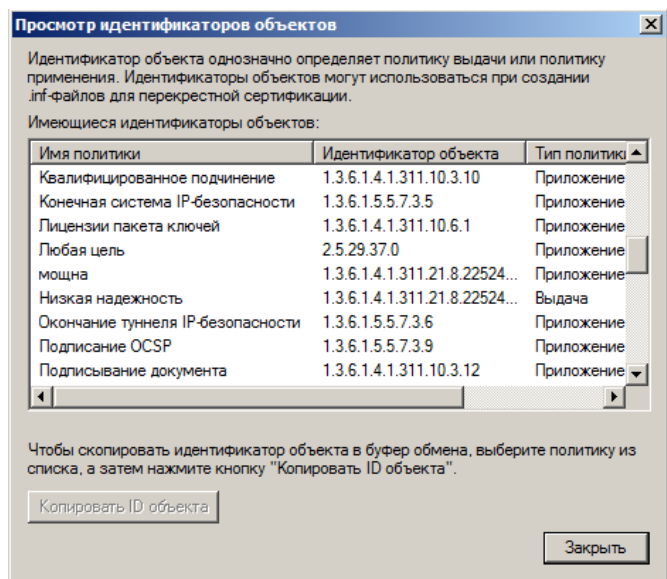 Просмотр идентификаторов объектов
Идентификатор объекта однозначно определяет политику выдачи или политику
применения. Идентификаторы объектов могут использоваться при создании
.inf-файлов для перекрестной сертификации.
Имеющиеся идентификаторы объектов:
Имя политики Идентификатор объекта Тип политики
Квалифицированное подчинение 1.3.6.1.4.1.311.10.3.10 Приложение
Конечная система IP-безопасности 1.3.6.1.5.5.7.3.5 Приложение
Лицензии пакета ключей 1.3.6.1.4.1.311.10.6.1 Приложение
Любая цель 2.5.29.37.0 Приложение
мощна 1.3.6.1.4.1.311.21.8.22524... Приложение
Низкая надежность 1.3.6.1.4.1.311.21.8.22524... Выдача
Окончание туннеля IP-безопасности 1.3.6.1.5.5.7.3.6 Приложение
Подписание OCSP 1.3.6.1.5.5.7.3.9 Приложение
Подписывание документа 1.3.6.1.4.1.311.10.3.12 Приложение
Чтобы скопировать идентификатор объекта в буфер обмена, выберите политику из
списка, а затем нажмите кнопку "Копировать ID объекта".
Копировать ID объекта
Закрыть